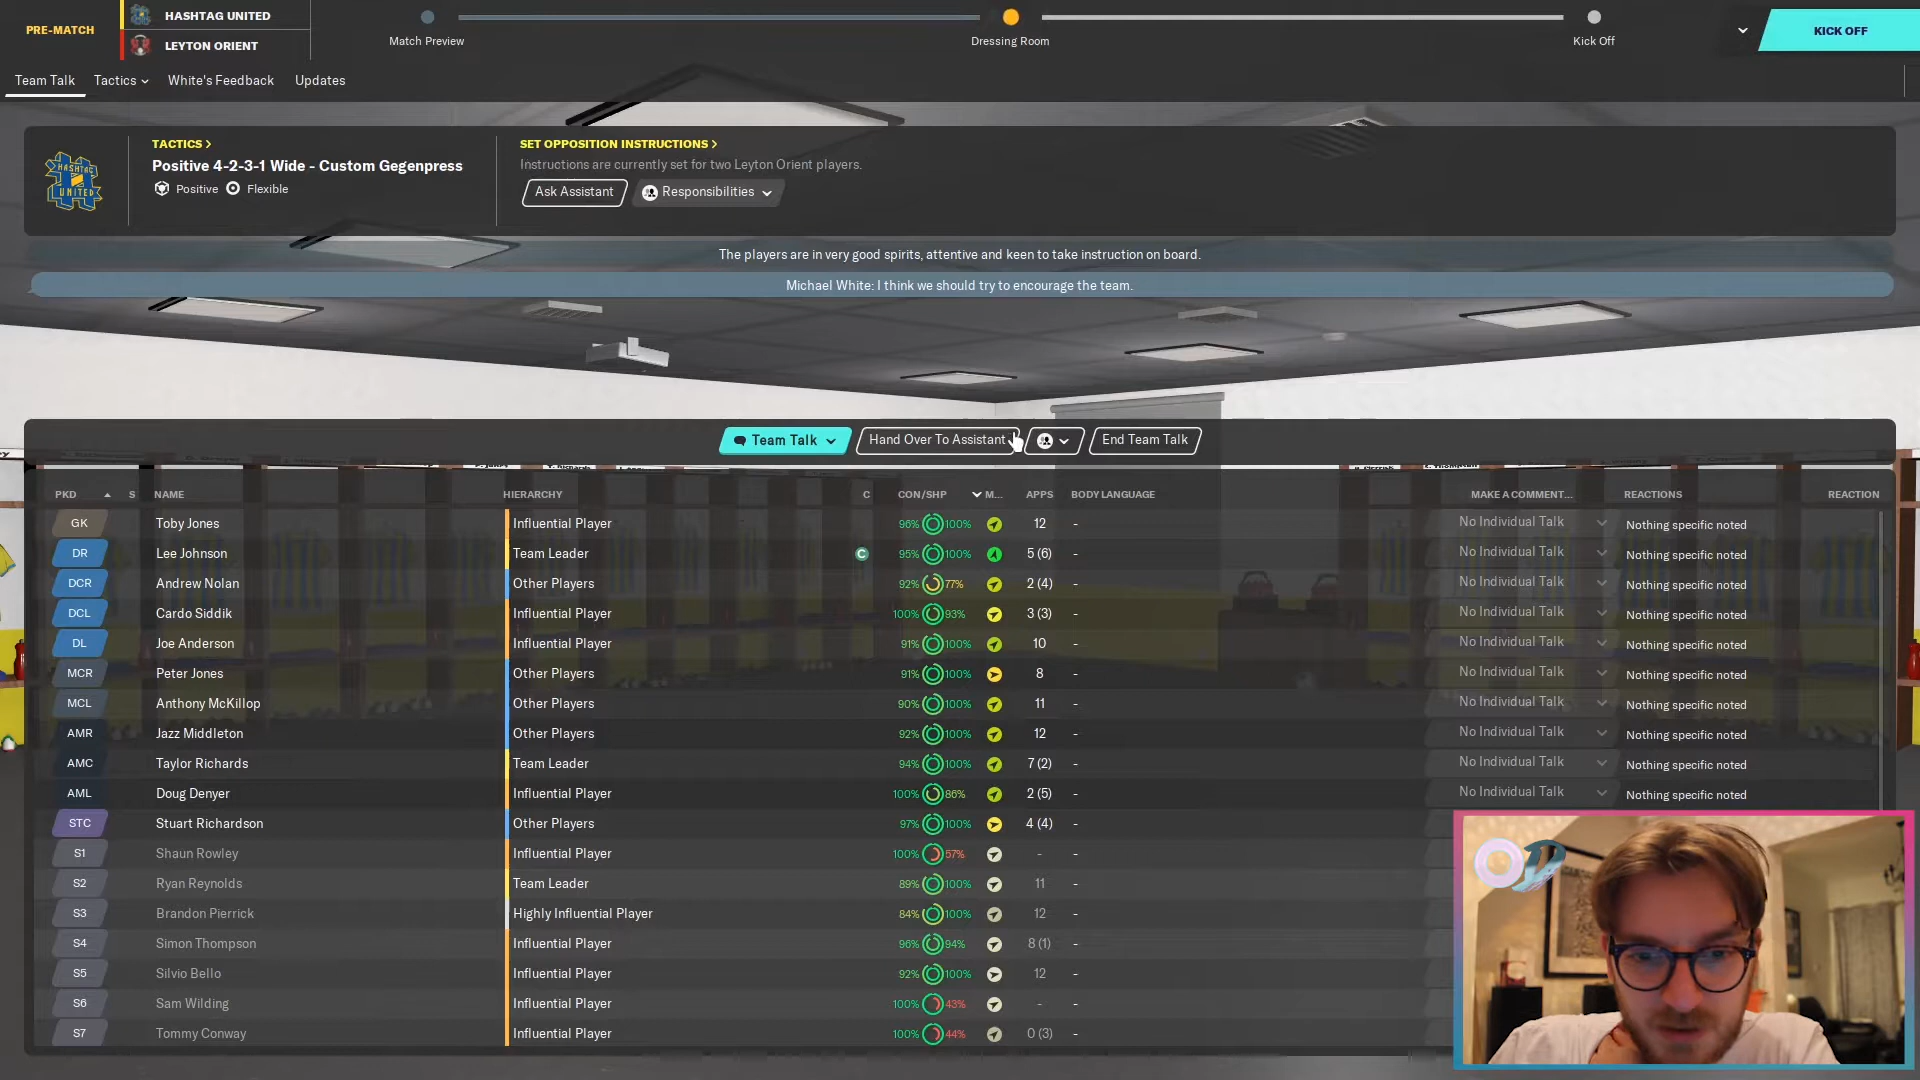 PRE-MATCH
HASHTAG UNITED
LEYTON ORIENT
Match Preview
Dressing Room
Kick Off
KICK OFF
Team Talk Tactics White's Feedback Updates
HASHTAG
UNITED
TACTICS >
Positive 4-2-3-1 Wide - Custom Gegenpress
Positive Flexible
SET OPPOSITION INSTRUCTIONS >
Instructions are currently set for two Leyton Orient players.
Ask Assistant Responsibilities
The players are in very good spirits, attentive and keen to take instruction on board.
Michael White: I think we should try to encourage the team.
Team Talk Hand Over To Assistant End Team Talk
PKD S NAME HIERARCHY C CON/SHP M... APPS BODY LANGUAGE MAKE A COMMENT... REACTIONS REACTION
GK Toby Jones Influential Player 96% 100% 12 - No Individual Talk Nothing specific noted
DR Lee Johnson Team Leader C 95% 100% 5 (6) - No Individual Talk Nothing specific noted
DCR Andrew Nolan Other Players 92% 77% 2 (4) - No Individual Talk Nothing specific noted
DCL Cardo Siddik Influential Player 100% 93% 3 (3) - No Individual Talk Nothing specific noted
DL Joe Anderson Influential Player 91% 100% 10 - No Individual Talk Nothing specific noted
MCR Peter Jones Other Players 91% 100% 8 - No Individual Talk Nothing specific noted
MCL Anthony McKillop Other Players 90% 100% 11 - No Individual Talk Nothing specific noted
AMR Jazz Middleton Other Players 92% 100% 12 - No Individual Talk Nothing specific noted
AMC Taylor Richards Team Leader 94% 100% 7 (2) - No Individual Talk Nothing specific noted
AML Doug Denyer Influential Player 100% 86% 2 (5) - No Individual Talk Nothing specific noted
STC Stuart Richardson Other Players 97% 100% 4 (4) -
S1 Shaun Rowley Influential Player 100% 57% - -
S2 Ryan Reynolds Team Leader 89% 100% 11 -
S3 Brandon Pierrick Highly Influential Player 84% 100% 12 -
S4 Simon Thompson Influential Player 96% 94% 8 (1) -
S5 Silvio Bello Influential Player 92% 100% 12 -
S6 Sam Wilding Influential Player 100% 43% - -
S7 Tommy Conway Influential Player 100% 44% 0 (3) -